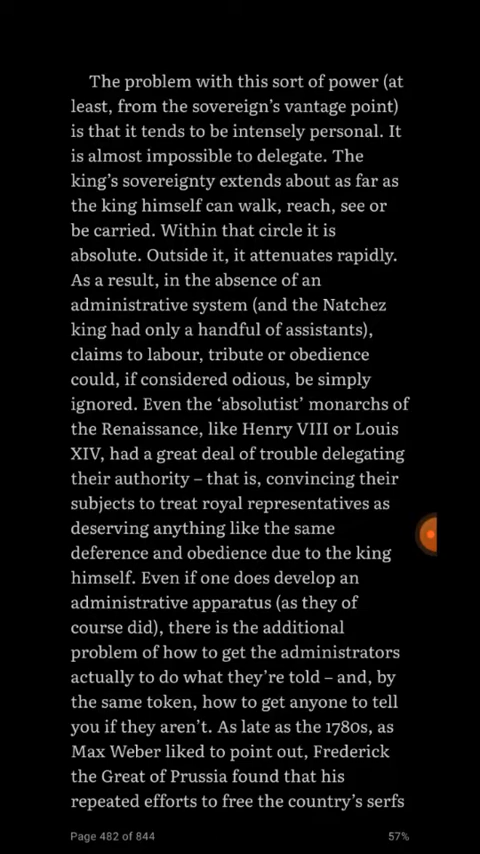 The problem with this sort of power (at
least, from the sovereign’s vantage point)
is that it tends to be intensely personal. It
is almost impossible to delegate. The
king’s sovereignty extends about as far as
the king himself can walk, reach, see or
be carried. Within that circle it is
absolute. Outside it, it attenuates rapidly.
As a result, in the absence of an
administrative system (and the Natchez
king had only a handful of assistants),
claims to labour, tribute or obedience
could, if considered odious, be simply
ignored. Even the ‘absolutist’ monarchs of
the Renaissance, like Henry VIII or Louis
XIV, had a great deal of trouble delegating
their authority – that is, convincing their
subjects to treat royal representatives as
deserving anything like the same
deference and obedience due to the king
himself. Even if one does develop an
administrative apparatus (as they of
course did), there is the additional
problem of how to get the administrators
actually to do what they’re told – and, by
the same token, how to get anyone to tell
you if they aren’t. As late as the 1780s, as
Max Weber liked to point out, Frederick
the Great of Prussia found that his
repeated efforts to free the country’s serfs
Page 482 of 844
57%